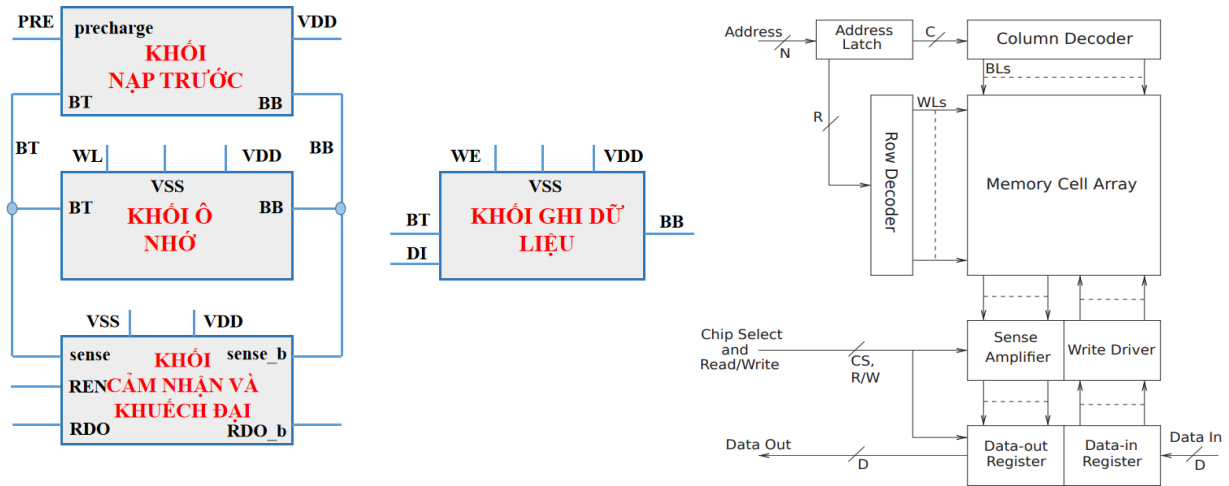 PRE
precharge
VDD
KHỐI
NẠP TRƯỚC
BT
BB
BT
WL
VDD
BB
VSS
BT
BB
KHỐI Ô
NHỚ
VSS
VDD
sense
sense_b
KHỐI
REN
CẢM NHẬN VÀ
KHUẾCH ĐẠI
RDO
RDO_b
WE
VDD
VSS
BT
KHỐI GHI DỮ
LIỆU
BB
DI
Address
N
Address
Latch
C
Column Decoder
BLs
R
WLs
Row Decoder
Memory Cell Array
Chip Select
and
Read/Write
CS,
R/W
Sense
Amplifier
Write Driver
Data Out
D
Data-out
Register
Data-in
Register
Data In
D